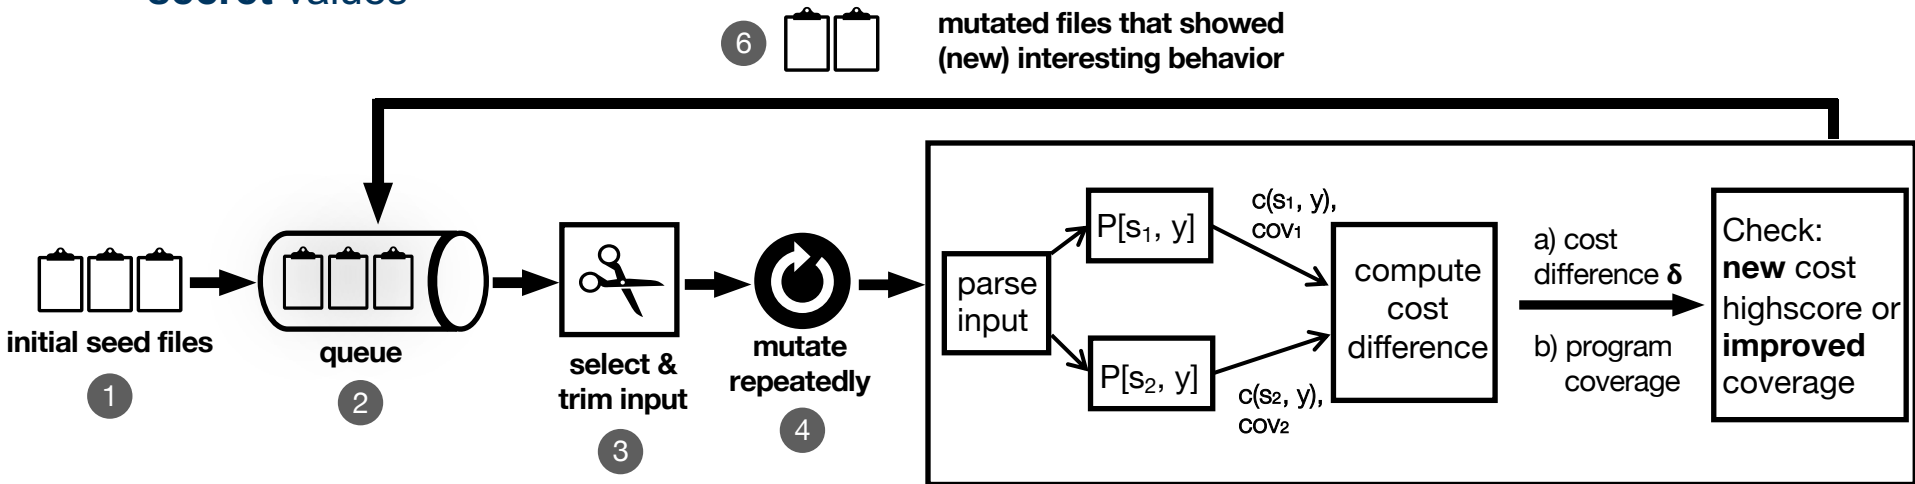 secret values
6
mutated files that showed
(new) interesting behavior
initial seed files
1
queue
2
select &
trim input
3
mutate
repeatedly
4
parse
input
P[s₁, y]
c(s₁, y),
cov₁
P[s₂, y]
c(s₂, y),
cov₂
compute
cost
difference
a) cost
difference δ
b) program
coverage
Check:
new cost
highscore or
improved
coverage